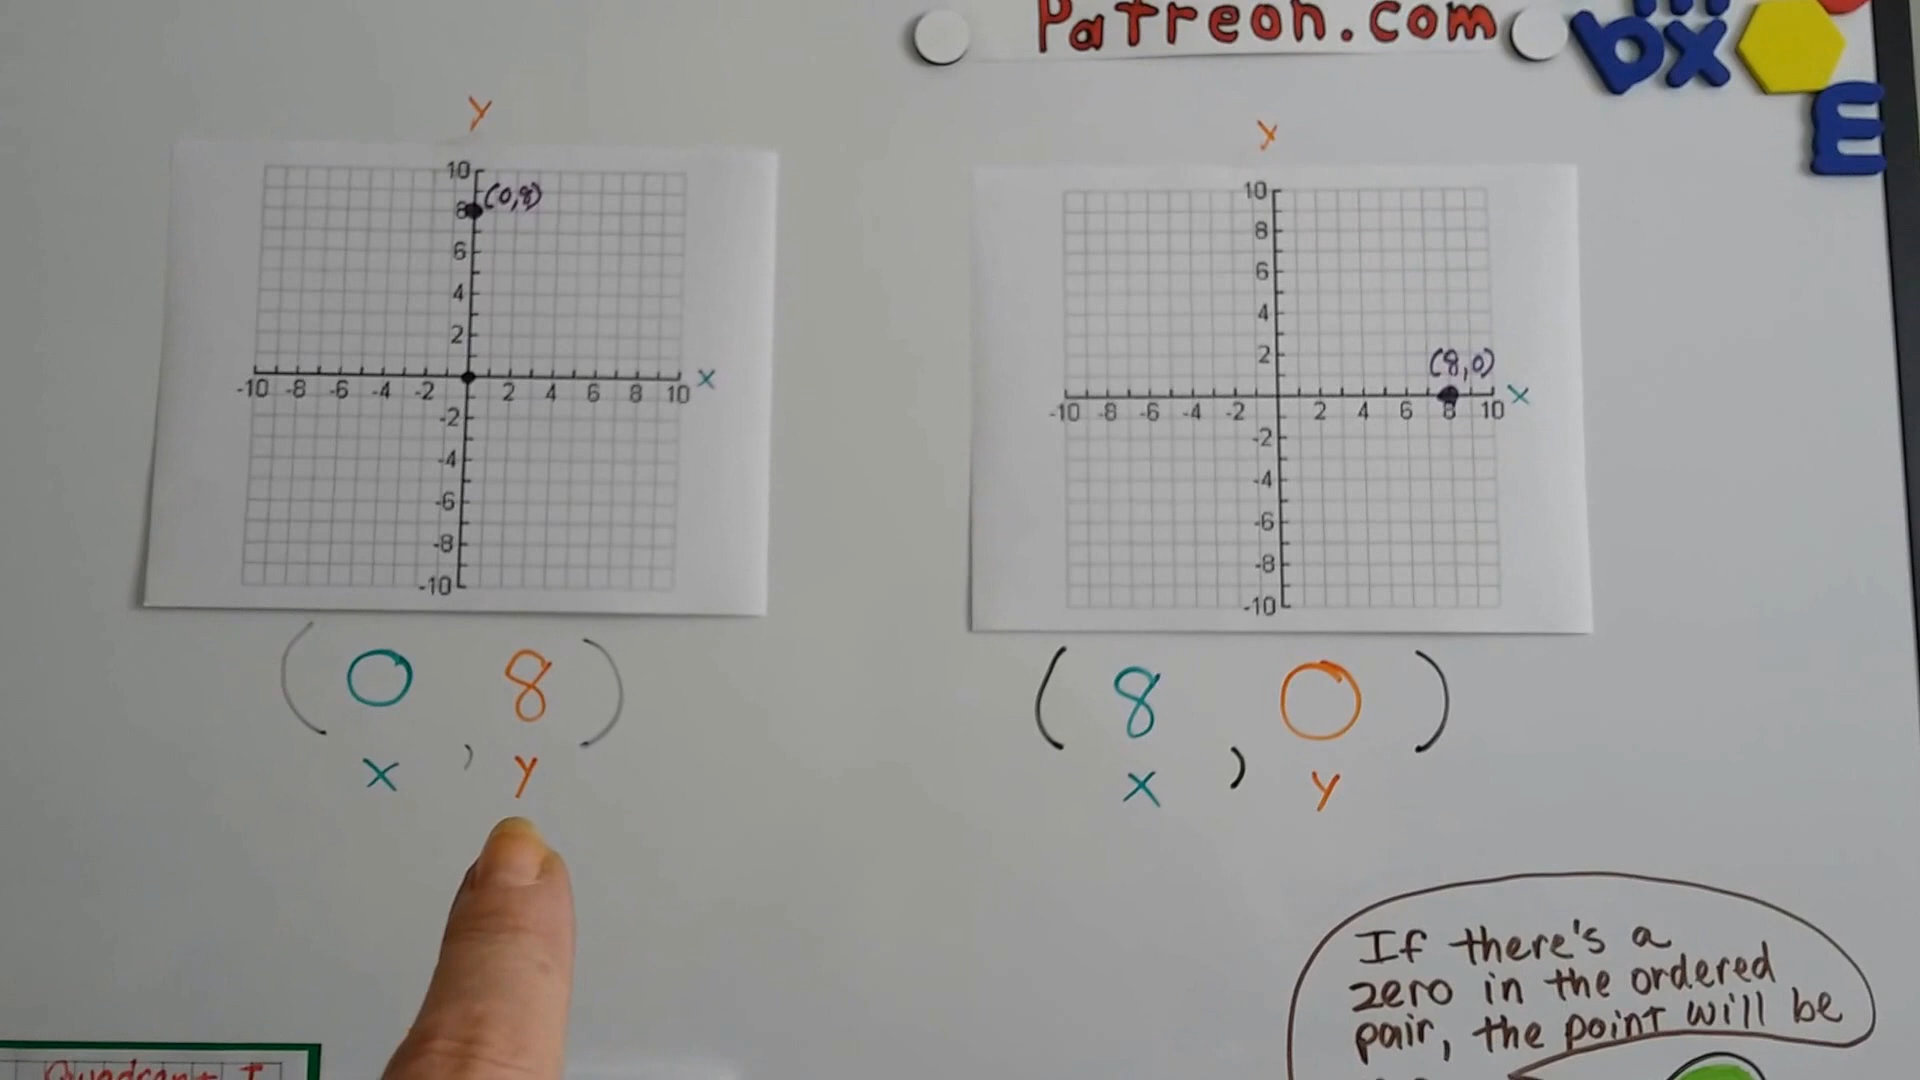 Patreon.com
bx
E
y
10
(0,8)
8
6
4
2
-10 -8 -6 -4 -2 2 4 6 8 10 x
-2
-4
-6
-8
-10
(0 8)
x , y
y
10
8
6
4
2
(8,0)
-10 -8 -6 -4 -2 2 4 6 8 10 x
-2
-4
-6
-8
-10
(8 0)
x , y
If there's a
zero in the ordered
pair, the point will be
Quadrant I